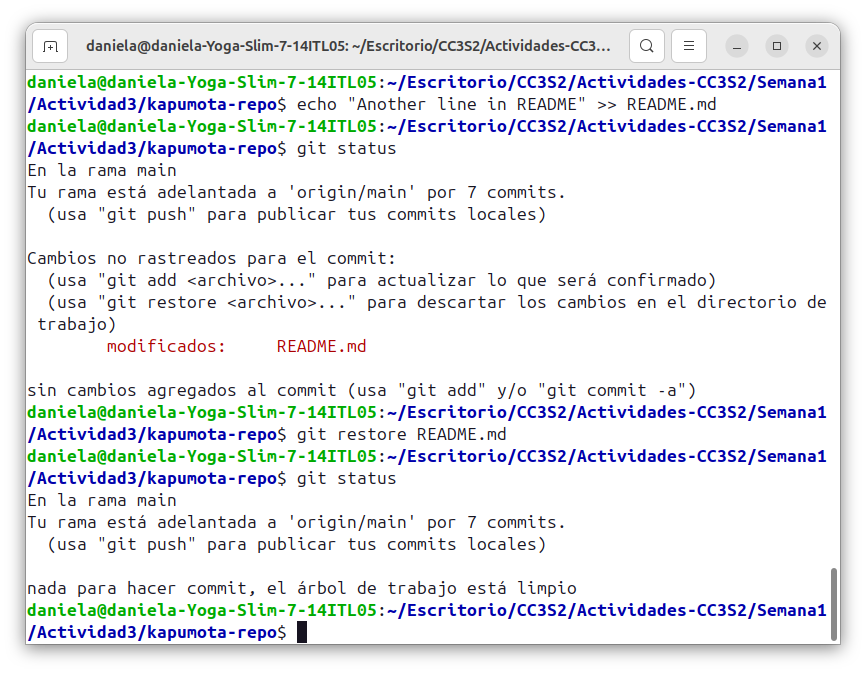 daniela@daniela-Yoga-Slim-7-14ITL05: ~/Escritorio/CC3S2/Actividades-CC3...
daniela@daniela-Yoga-Slim-7-14ITL05:~/Escritorio/CC3S2/Actividades-CC3S2/Semana1
/Actividad3/kapumota-repo$ echo "Another line in README" >> README.md
daniela@daniela-Yoga-Slim-7-14ITL05:~/Escritorio/CC3S2/Actividades-CC3S2/Semana1
/Actividad3/kapumota-repo$ git status
En la rama main
Tu rama está adelantada a 'origin/main' por 7 commits.
  (usa "git push" para publicar tus commits locales)

Cambios no rastreados para el commit:
  (usa "git add <archivo>..." para actualizar lo que será confirmado)
  (usa "git restore <archivo>..." para descartar los cambios en el directorio de
 trabajo)
        modificados:     README.md

sin cambios agregados al commit (usa "git add" y/o "git commit -a")
daniela@daniela-Yoga-Slim-7-14ITL05:~/Escritorio/CC3S2/Actividades-CC3S2/Semana1
/Actividad3/kapumota-repo$ git restore README.md
daniela@daniela-Yoga-Slim-7-14ITL05:~/Escritorio/CC3S2/Actividades-CC3S2/Semana1
/Actividad3/kapumota-repo$ git status
En la rama main
Tu rama está adelantada a 'origin/main' por 7 commits.
  (usa "git push" para publicar tus commits locales)

nada para hacer commit, el árbol de trabajo está limpio
daniela@daniela-Yoga-Slim-7-14ITL05:~/Escritorio/CC3S2/Actividades-CC3S2/Semana1
/Actividad3/kapumota-repo$